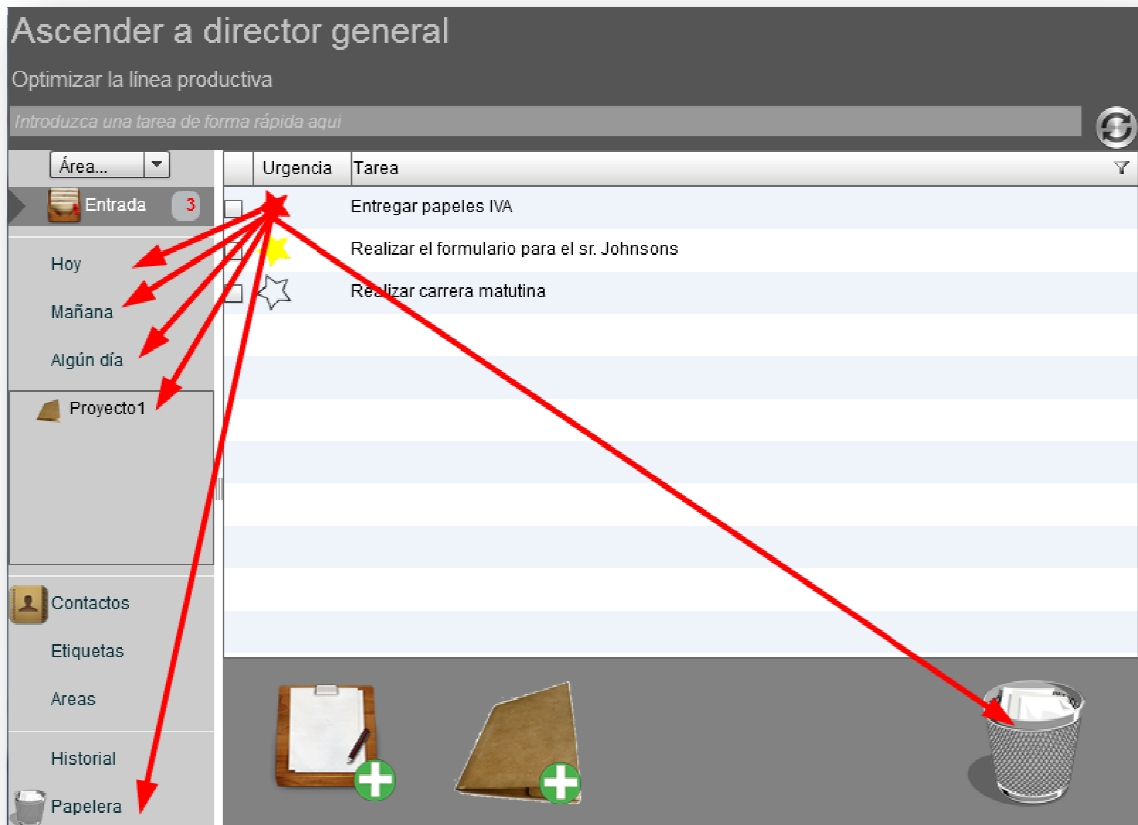 Ascender a director general
Optimizar la línea productiva
Introduzca una tarea de forma rápida aqui
Área...
Urgencia
Tarea
Entrada
3
Entregar papeles IVA
Hoy
Realizar el formulario para el sr. Johnsons
Mañana
Realizar carrera matutina
Algún día
Proyecto1
Contactos
Etiquetas
Areas
Historial
Papelera